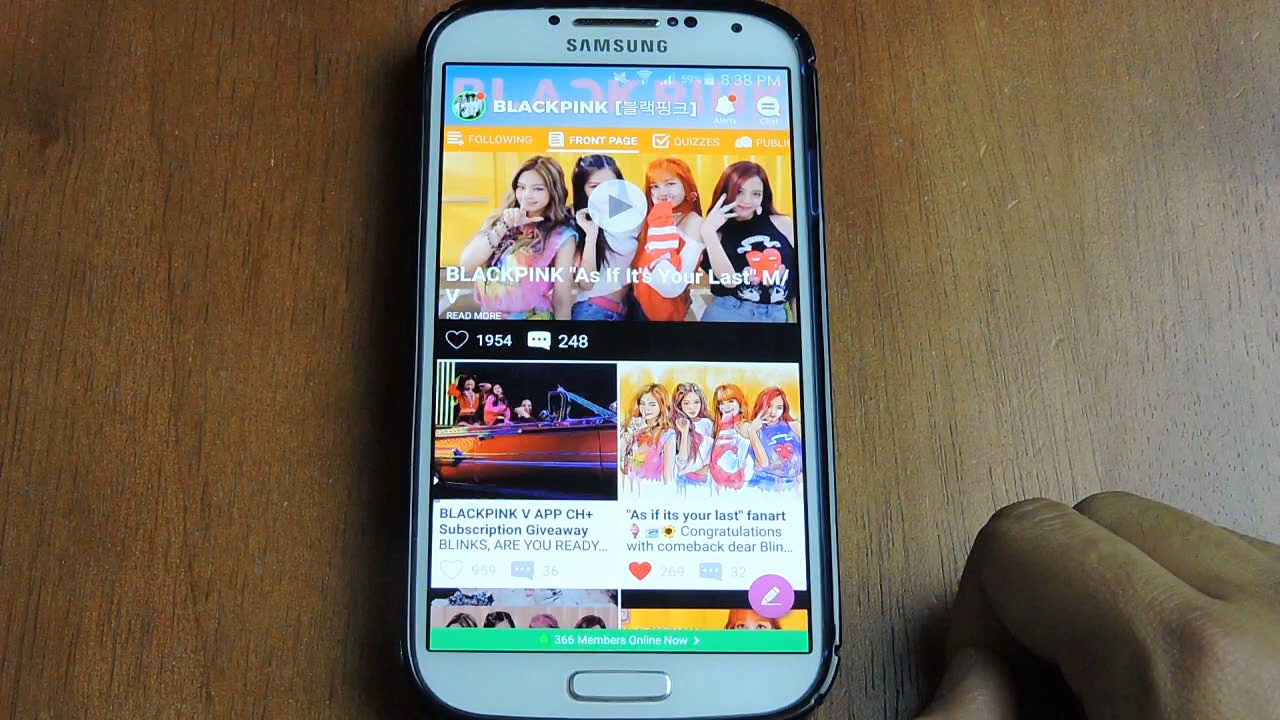 SAMSUNG
59% 8:38 PM
BLACKPINK [블랙핑크]
Alerts
Chat
FOLLOWING FRONT PAGE QUIZZES PUBLI
BLACKPINK "As If It's Your Last" M/
V
READ MORE
1954 248
BLACKPINK V APP CH+
Subscription Giveaway
BLINKS, ARE YOU READY...
959 36
"As if its your last" fanart
Congratulations
with comeback dear Blin...
269 32
366 Members Online Now >